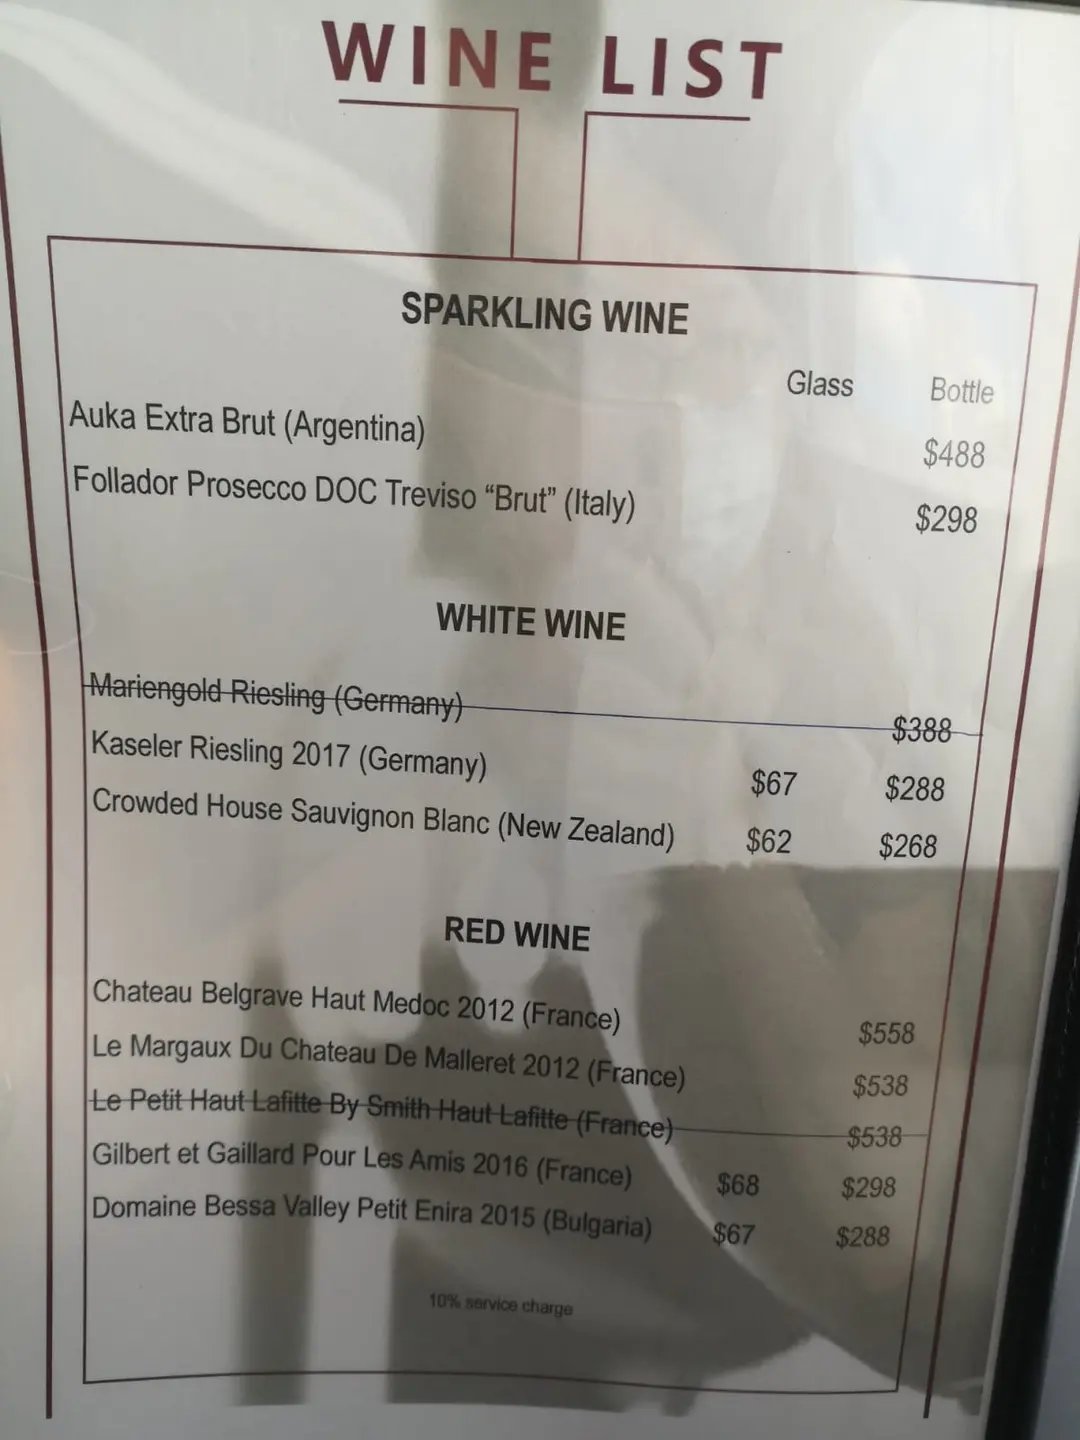 WINE LIST
SPARKLING WINE
Glass Bottle
Auka Extra Brut (Argentina) $488
Follador Prosecco DOC Treviso “Brut” (Italy) $298
WHITE WINE
Mariengold Riesling (Germany) $388
Kaseler Riesling 2017 (Germany) $67 $288
Crowded House Sauvignon Blanc (New Zealand) $62 $268
RED WINE
Chateau Belgrave Haut Medoc 2012 (France) $558
Le Margaux Du Chateau De Malleret 2012 (France) $538
Le Petit Haut Lafitte By Smith Haut Lafitte (France) $538
Gilbert et Gaillard Pour Les Amis 2016 (France) $68 $298
Domaine Bessa Valley Petit Enira 2015 (Bulgaria) $67 $288
10% service charge